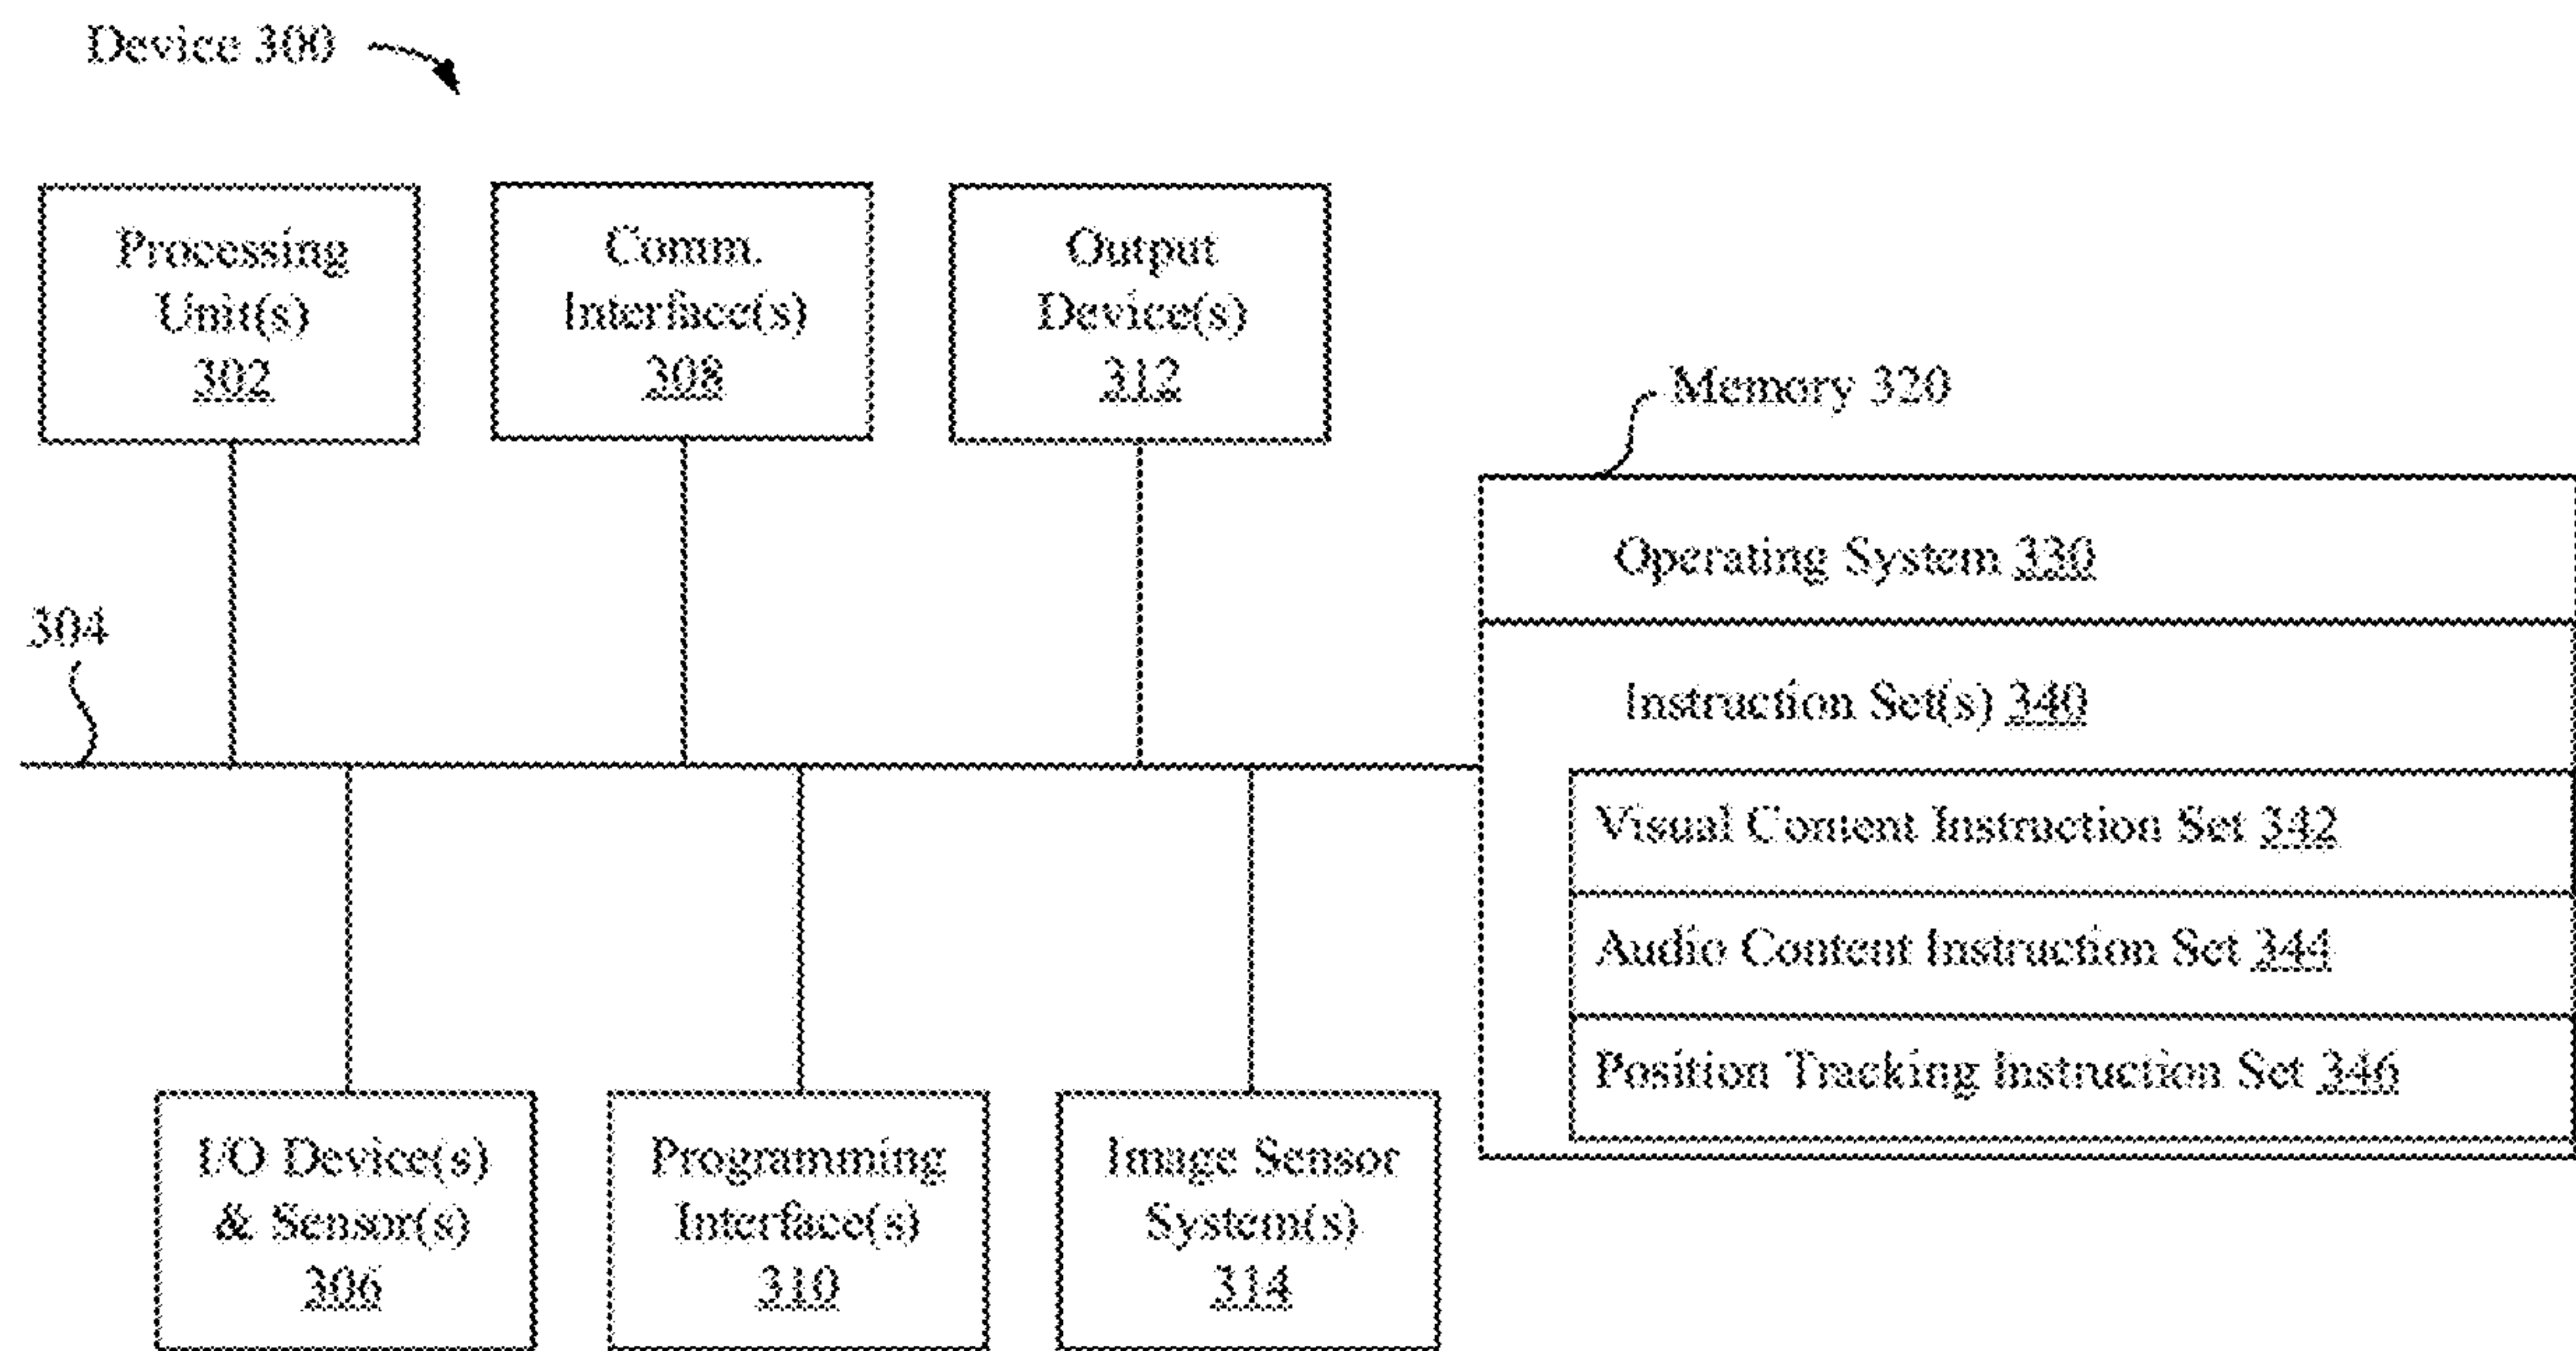 Device 300
Processing
Unit(s)
302
Comm.
Interface(s)
308
Output
Device(s)
312
Memory 320
Operating System 330
304
Instruction Set(s) 340
Visual Content Instruction Set 342
Audio Content Instruction Set 344
Position Tracking Instruction Set 346
I/O Device(s)
& Sensor(s)
306
Programming
Interface(s)
310
Image Sensor
System(s)
314